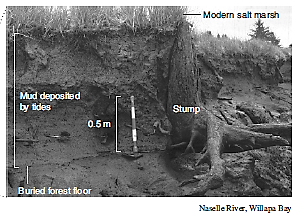 Modern salt marsh
Mud deposited
by tides
0.5 m
Stump
Buried forest floor
Naselle River, Willapa Bay